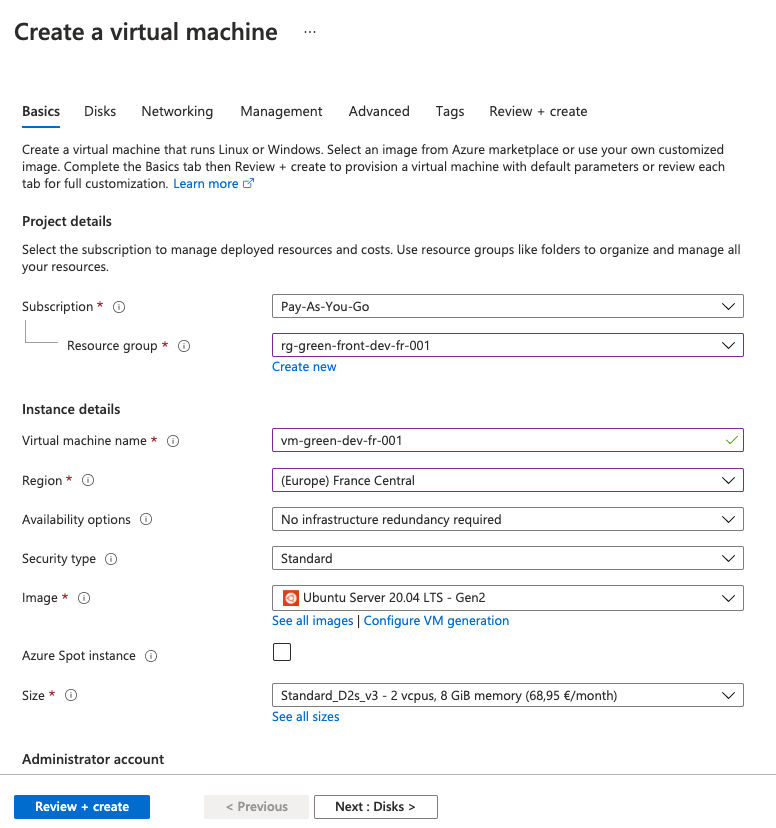 Create a virtual machine ...
Basics Disks Networking Management Advanced Tags Review + create
Create a virtual machine that runs Linux or Windows. Select an image from Azure marketplace or use your own customized
image. Complete the Basics tab then Review + create to provision a virtual machine with default parameters or review each
tab for full customization. Learn more
Project details
Select the subscription to manage deployed resources and costs. Use resource groups like folders to organize and manage all
your resources.
Subscription * Pay-As-You-Go
Resource group * rg-green-front-dev-fr-001
Create new
Instance details
Virtual machine name * vm-green-dev-fr-001
Region * (Europe) France Central
Availability options No infrastructure redundancy required
Security type Standard
Image * Ubuntu Server 20.04 LTS - Gen2
See all images | Configure VM generation
Azure Spot instance
Size * Standard_D2s_v3 - 2 vcpus, 8 GiB memory (68,95 €/month)
See all sizes
Administrator account
Review + create < Previous Next : Disks >